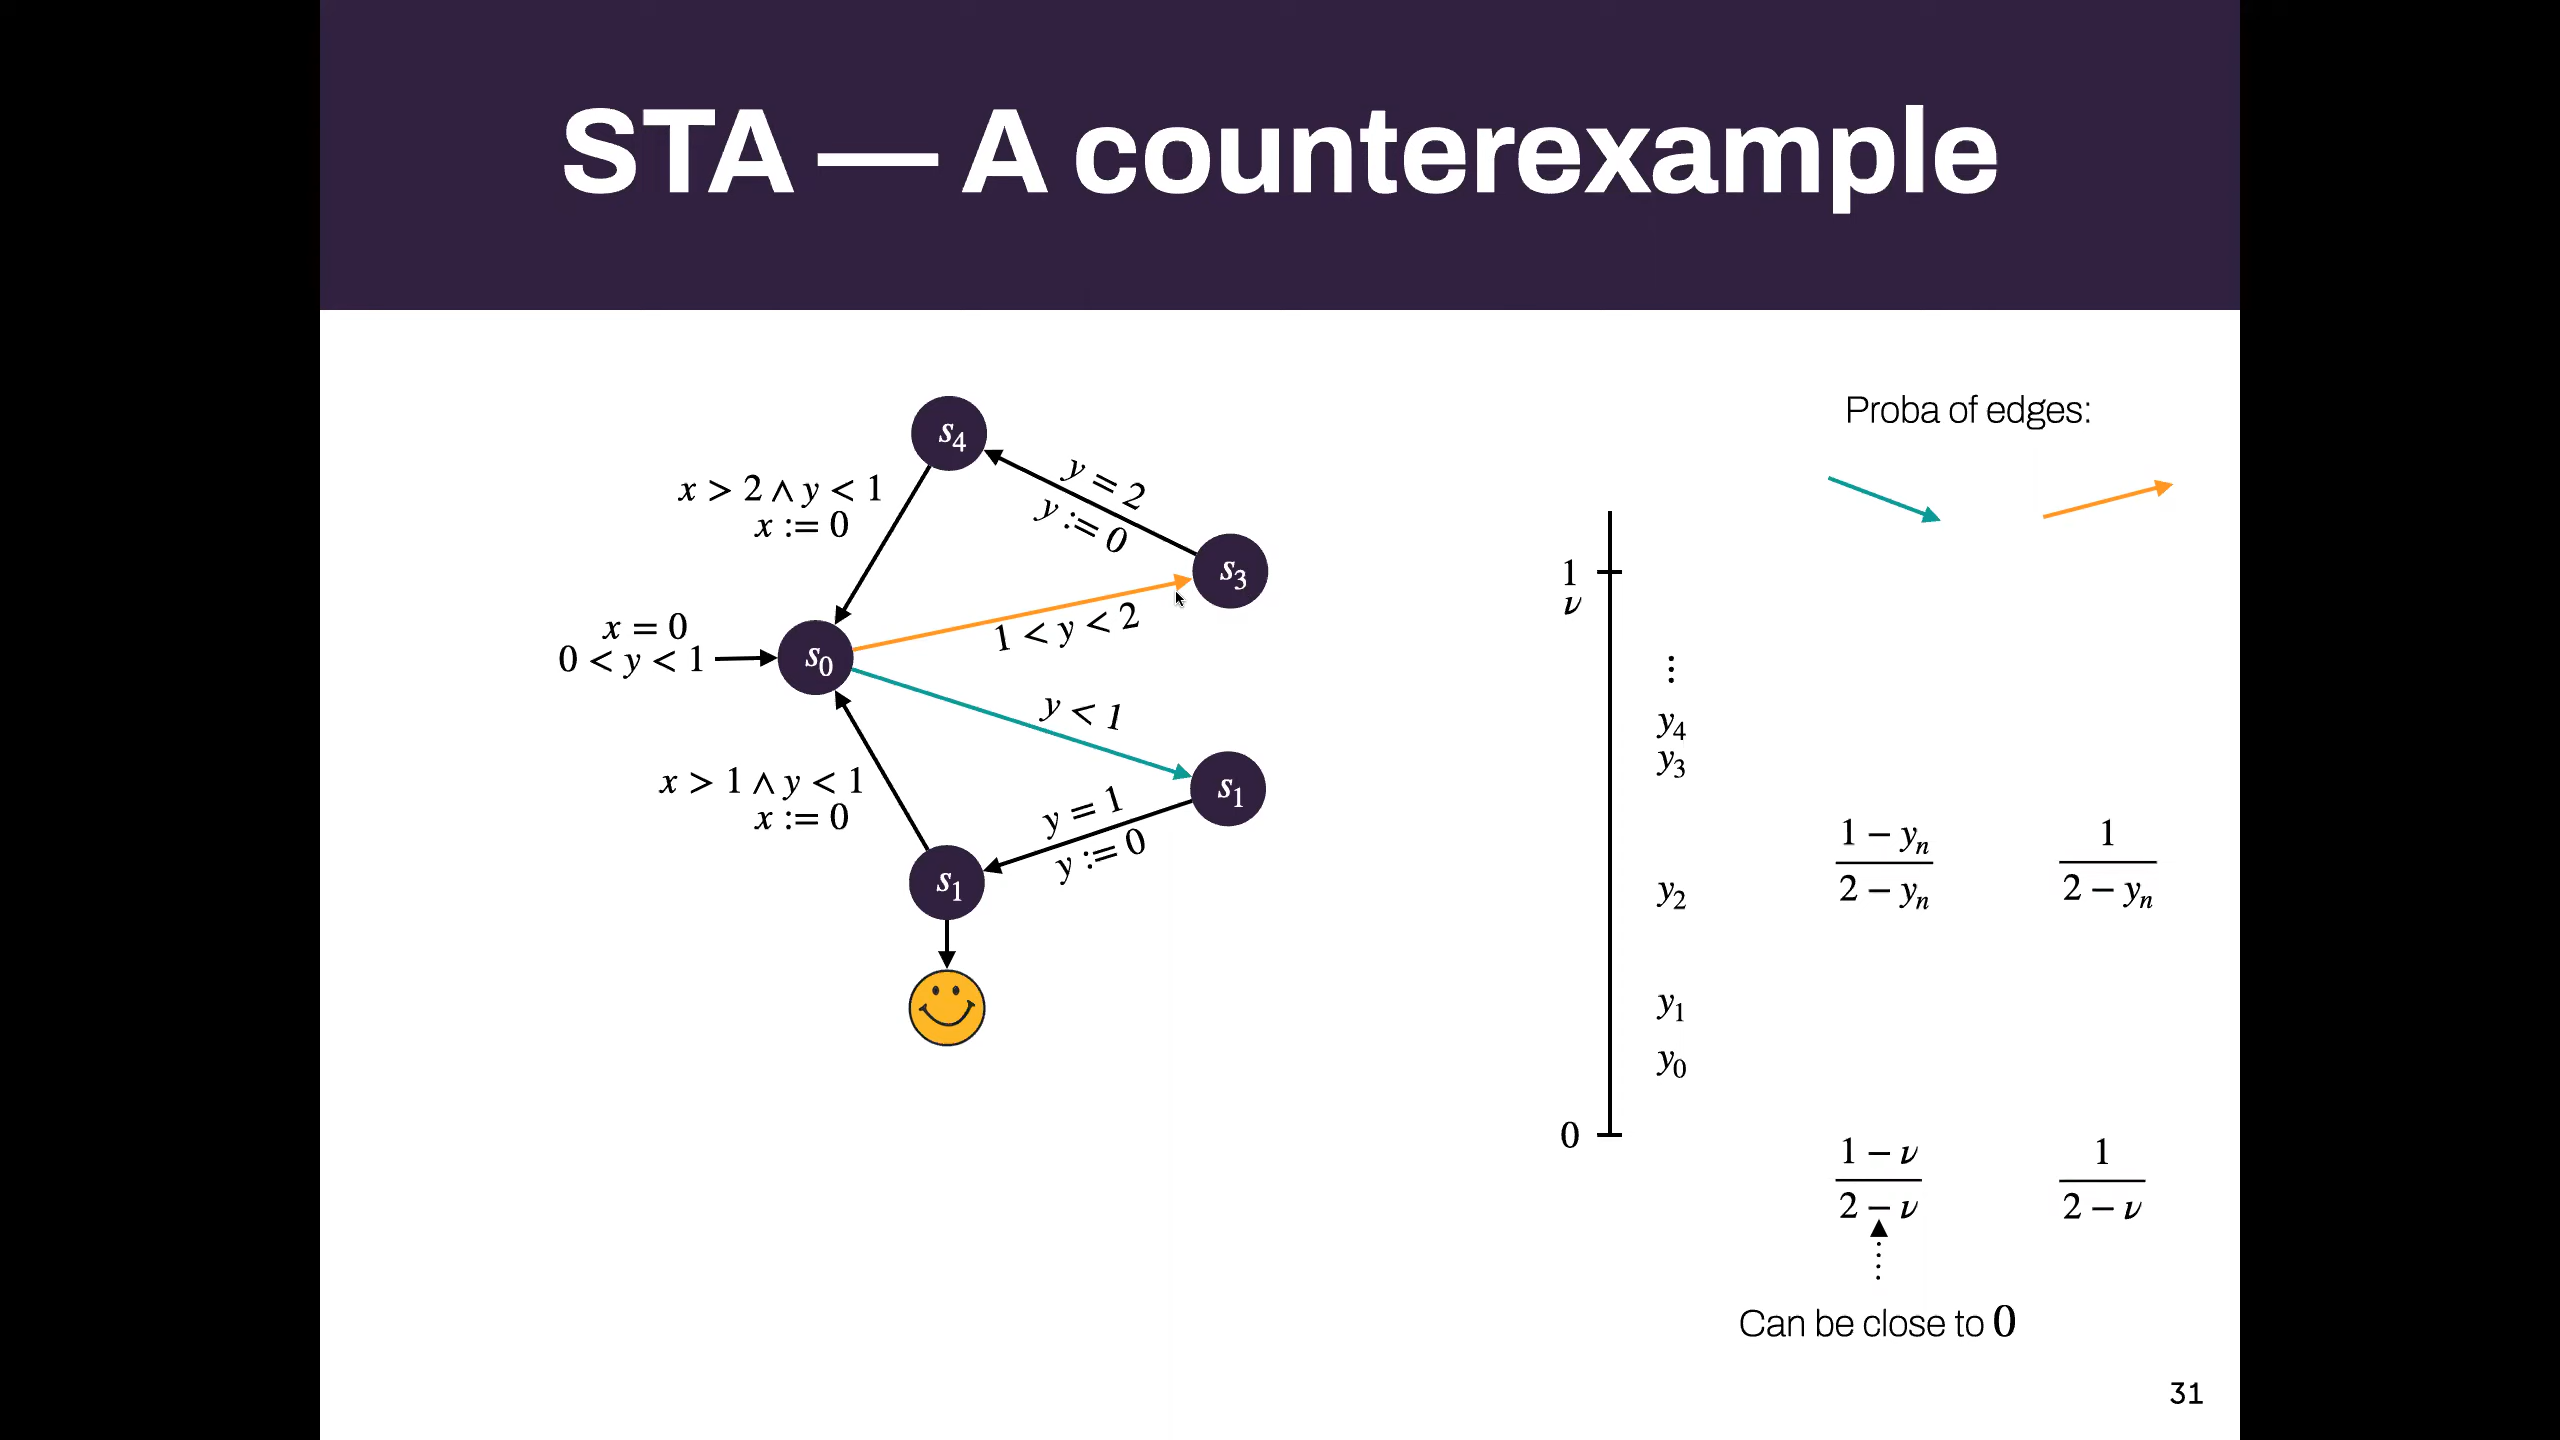 STA — A counterexample
s4
x > 2 ∧ y < 1
x := 0
y = 2
y := 0
s3
x = 0
0 < y < 1
s0
1 < y < 2
y < 1
x > 1 ∧ y < 1
x := 0
s1
y = 1
y := 0
s1
Proba of edges:
1
ν
⋮
y4
y3
y2
y1
y0
0
1 − yn
2 − yn
1
2 − yn
1 − ν
2 − ν
1
2 − ν
Can be close to 0
31